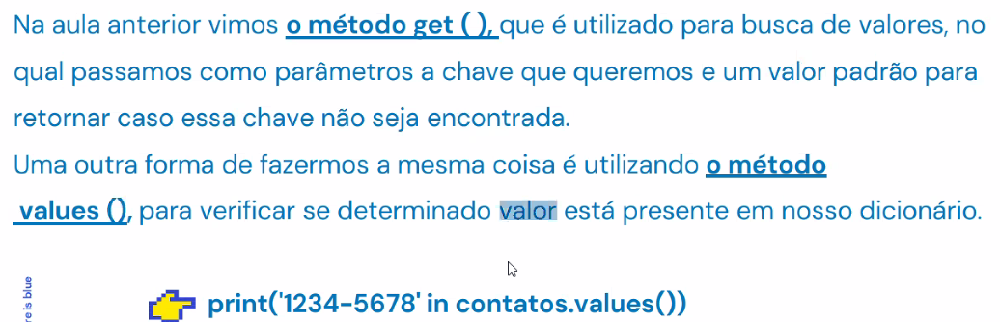 Na aula anterior vimos o método get ( ), que é utilizado para busca de valores, no
qual passamos como parâmetros a chave que queremos e um valor padrão para
retornar caso essa chave não seja encontrada.
Uma outra forma de fazermos a mesma coisa é utilizando o método
values (), para verificar se determinado valor está presente em nosso dicionário.
re is blue
print('1234-5678' in contatos.values())